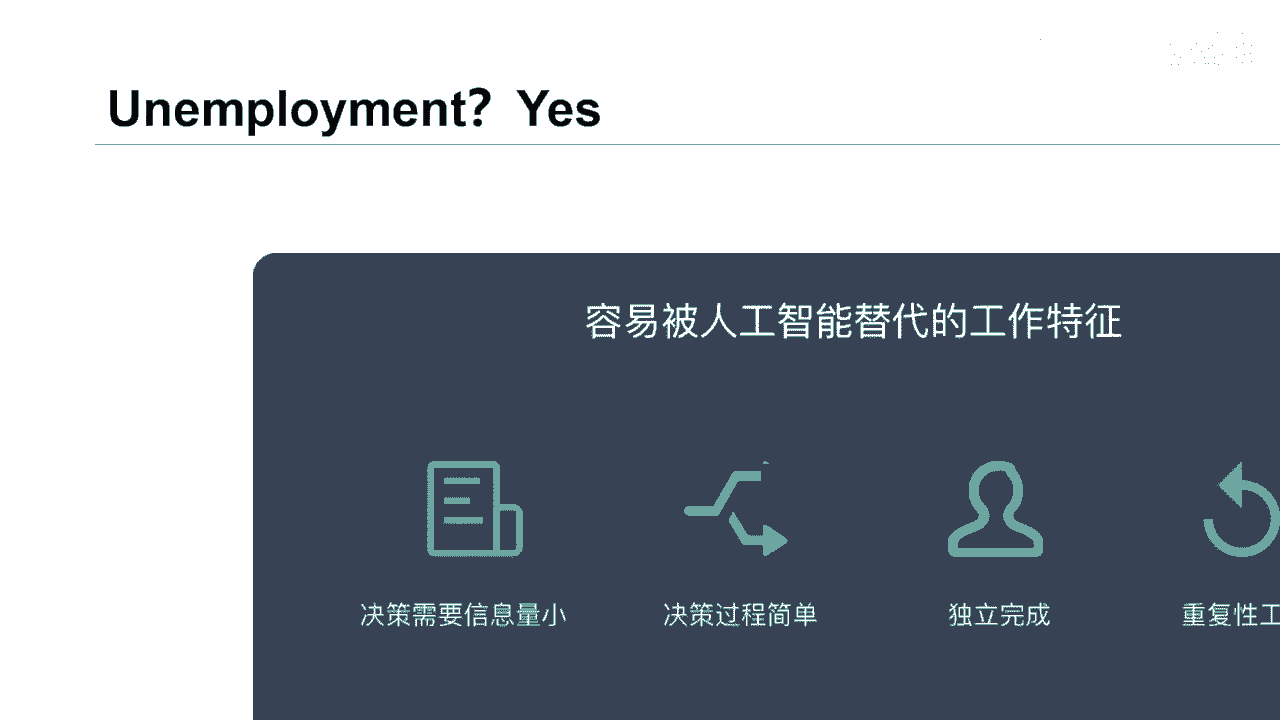 Unemployment？Yes
容易被人工智能替代的工作特征
决策需要信息量小
决策过程简单
独立完成
重复性工